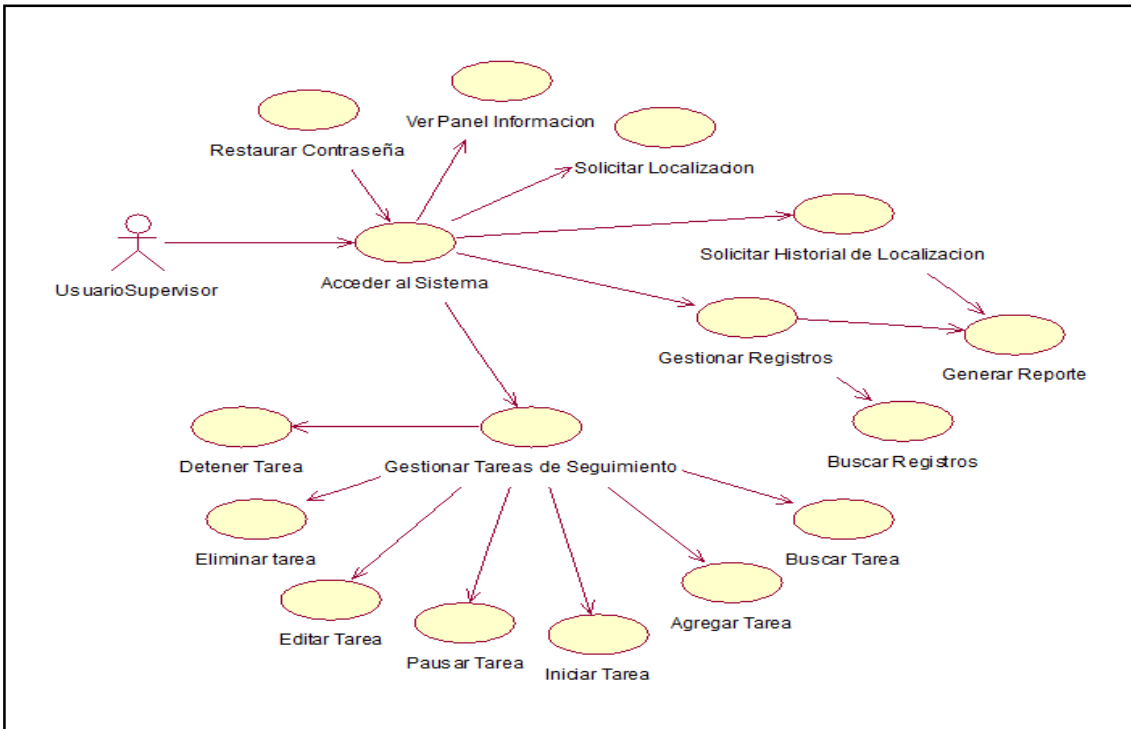 Ver Panel Informacion
Restaurar Contraseña
Solicitar Localizacion
Solicitar Historial de Localizacion
UsuarioSupervisor
Acceder al Sistema
Gestionar Registros
Generar Reporte
Buscar Registros
Detener Tarea
Gestionar Tareas de Seguimiento
Eliminar tarea
Buscar Tarea
Editar Tarea
Pausar Tarea
Iniciar Tarea
Agregar Tarea